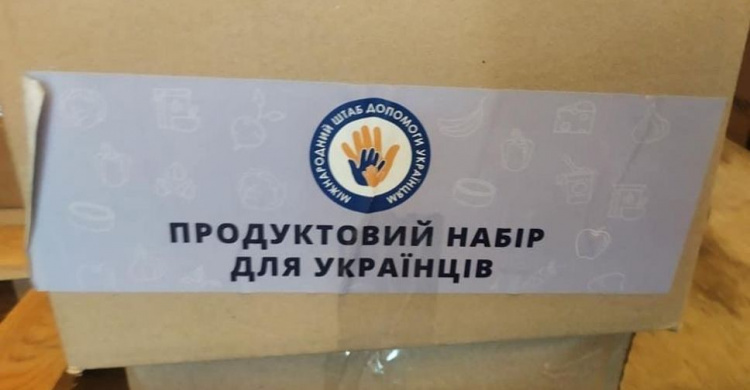 МІЖНАРОДНИЙ ШТАБ ДОПОМОГИ УКРАЇНЦЯМ
ПРОДУКТОВИЙ НАБІР
ДЛЯ УКРАЇНЦІВ